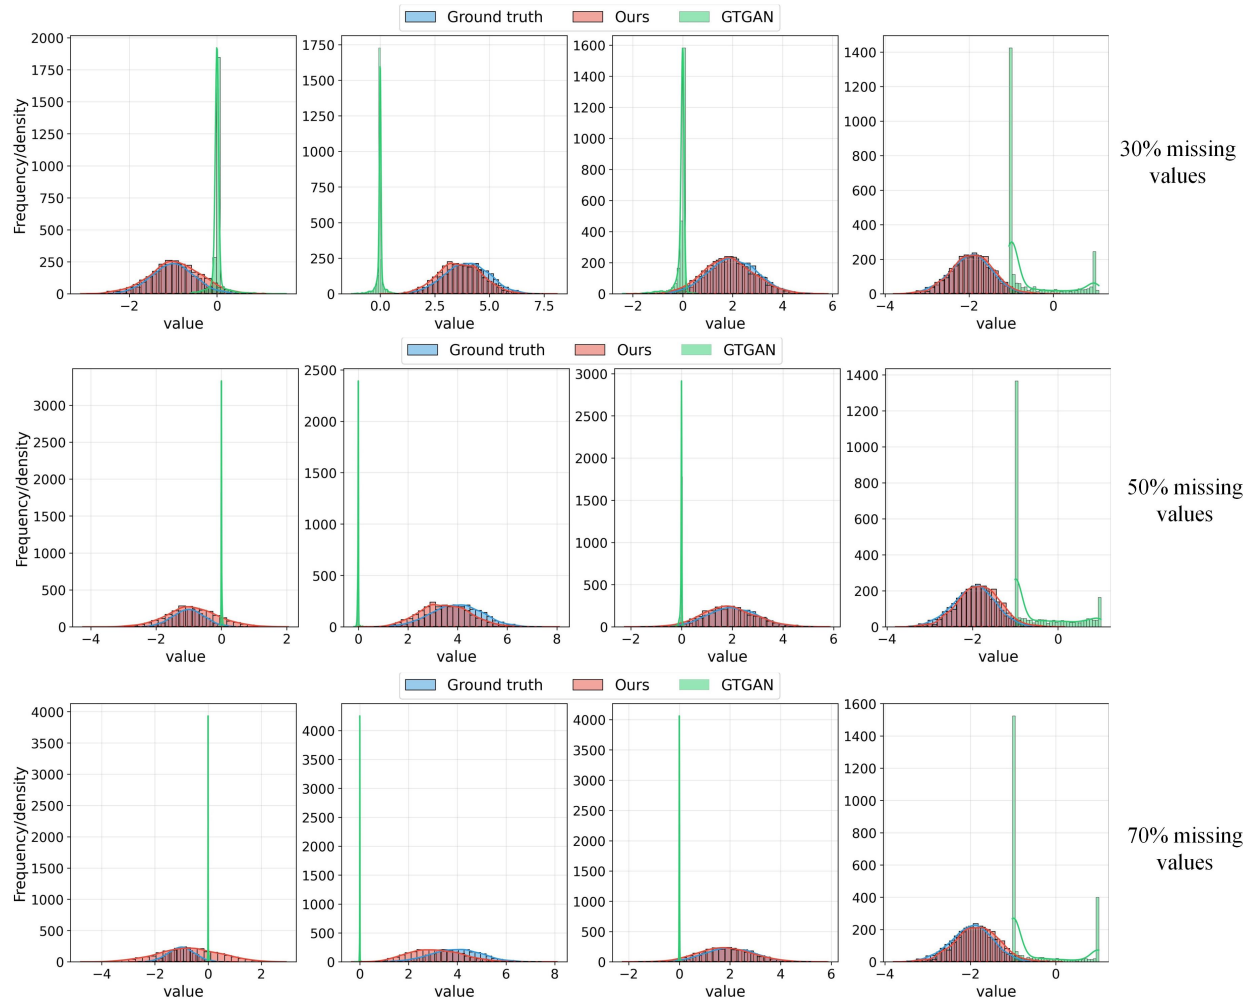 Ground truth Ours GTGAN
2000
1750
1500
1250
1000
750
500
250
0
Frequency/density
−2 0
value
1750
1500
1250
1000
750
500
250
0
0.0 2.5 5.0 7.5
value
1600
1400
1200
1000
800
600
400
200
0
−2 0 2 4 6
value
1400
1200
1000
800
600
400
200
0
−4 −2 0
value
30% missing
values
Ground truth Ours GTGAN
3000
2500
2000
1500
1000
500
0
Frequency/density
−4 −2 0 2
value
2500
2000
1500
1000
500
0
0 2 4 6 8
value
3000
2500
2000
1500
1000
500
0
−2 0 2 4 6
value
1400
1200
1000
800
600
400
200
0
−4 −2 0
value
50% missing
values
Ground truth Ours GTGAN
4000
3500
3000
2500
2000
1500
1000
500
0
Frequency/density
−4 −2 0 2
value
4000
3500
3000
2500
2000
1500
1000
500
0
0 2 4 6 8
value
4000
3500
3000
2500
2000
1500
1000
500
0
−2 0 2 4 6
value
1600
1400
1200
1000
800
600
400
200
0
−4 −2 0
value
70% missing
values